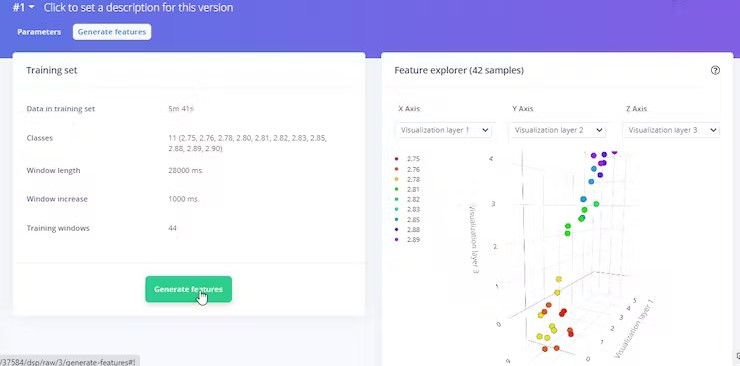 #1 Click to set a description for this version
Parameters Generate features
Training set
Data in training set 5m 41s
Classes 11 (2.75, 2.76, 2.78, 2.80, 2.81, 2.82, 2.83, 2.85,
2.88, 2.89, 2.90)
Window length 28000 ms.
Window increase 1000 ms.
Training windows 44
Generate features
/37584/dsp/raw/3/generate-features#
Feature explorer (42 samples) ?
X Axis Y Axis Z Axis
Visualization layer 1 Visualization layer 2 Visualization layer 3
2.75
2.76
2.78
2.81
2.82
2.83
2.85
2.88
2.89
4
3
2
1
0
Visualization layer 3
5
4
3
2
1
0
Visualization layer 1